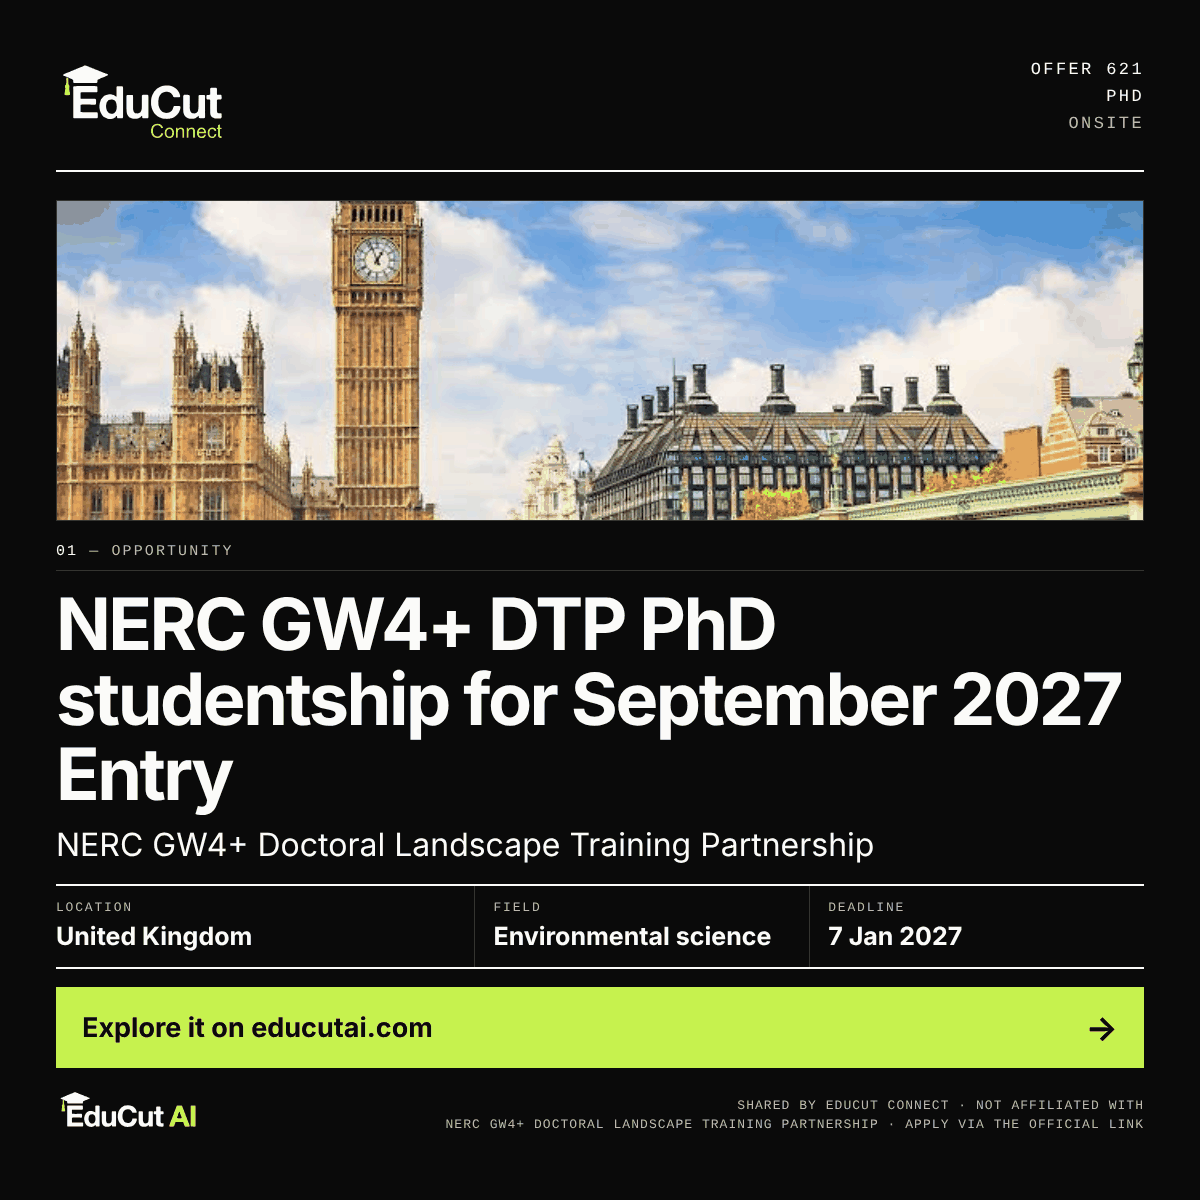 EduCut
Connect
OFFER 621
PHD
ONSITE
01 — OPPORTUNITY
NERC GW4+ DTP PhD
studentship for September 2027
Entry
NERC GW4+ Doctoral Landscape Training Partnership
LOCATION
United Kingdom
FIELD
Environmental science
DEADLINE
7 Jan 2027
Explore it on educutai.com →
EduCut AI
SHARED BY EDUCUT CONNECT · NOT AFFILIATED WITH
NERC GW4+ DOCTORAL LANDSCAPE TRAINING PARTNERSHIP · APPLY VIA THE OFFICIAL LINK